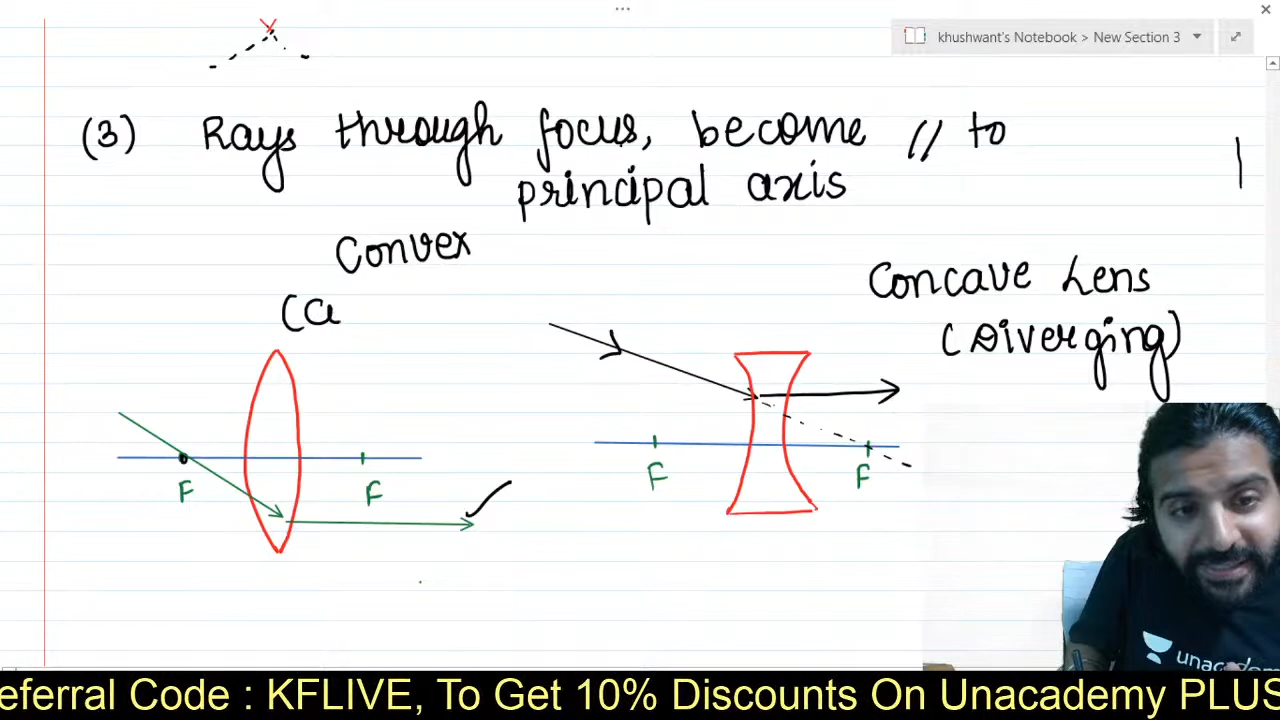 khushwant's Notebook > New Section 3
(3) Rays through focus, become // to
principal axis
Convex
(C
Concave Lens
(Diverging)
F
F
F
F
unacademy
eferral Code : KFLIVE, To Get 10% Discounts On Unacademy PLUS